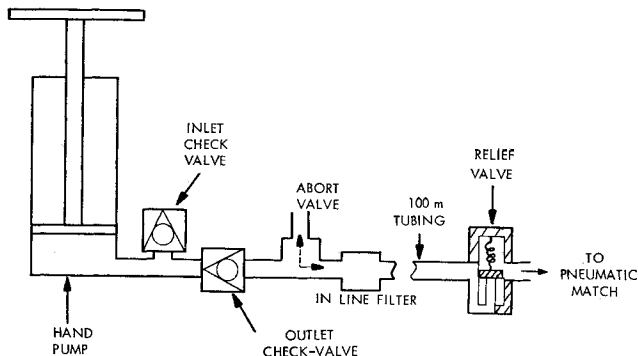 INLET
CHECK
VALVE
ABORT
VALVE
100 m
TUBING
RELIEF
VALVE
TO
PNEUMATIC
MATCH
IN LINE FILTER
HAND
PUMP
OUTLET
CHECK-VALVE